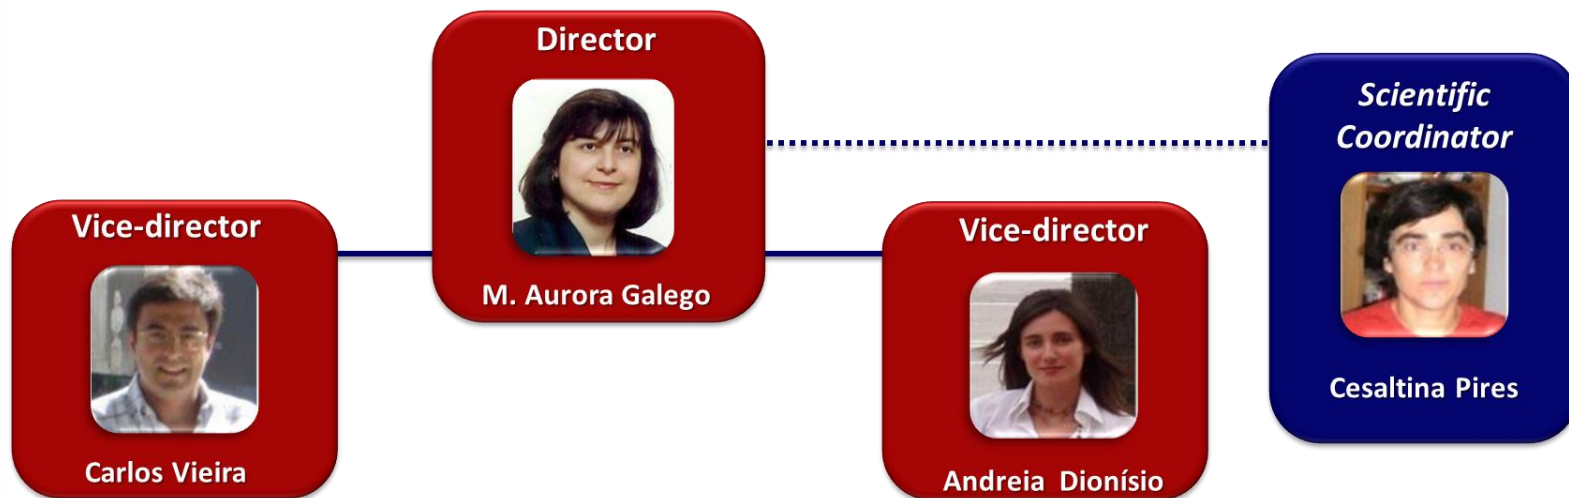 Director
M. Aurora Galego
Scientific
Coordinator
Cesaltina Pires
Vice-director
Carlos Vieira
Vice-director
Andreia Dionísio